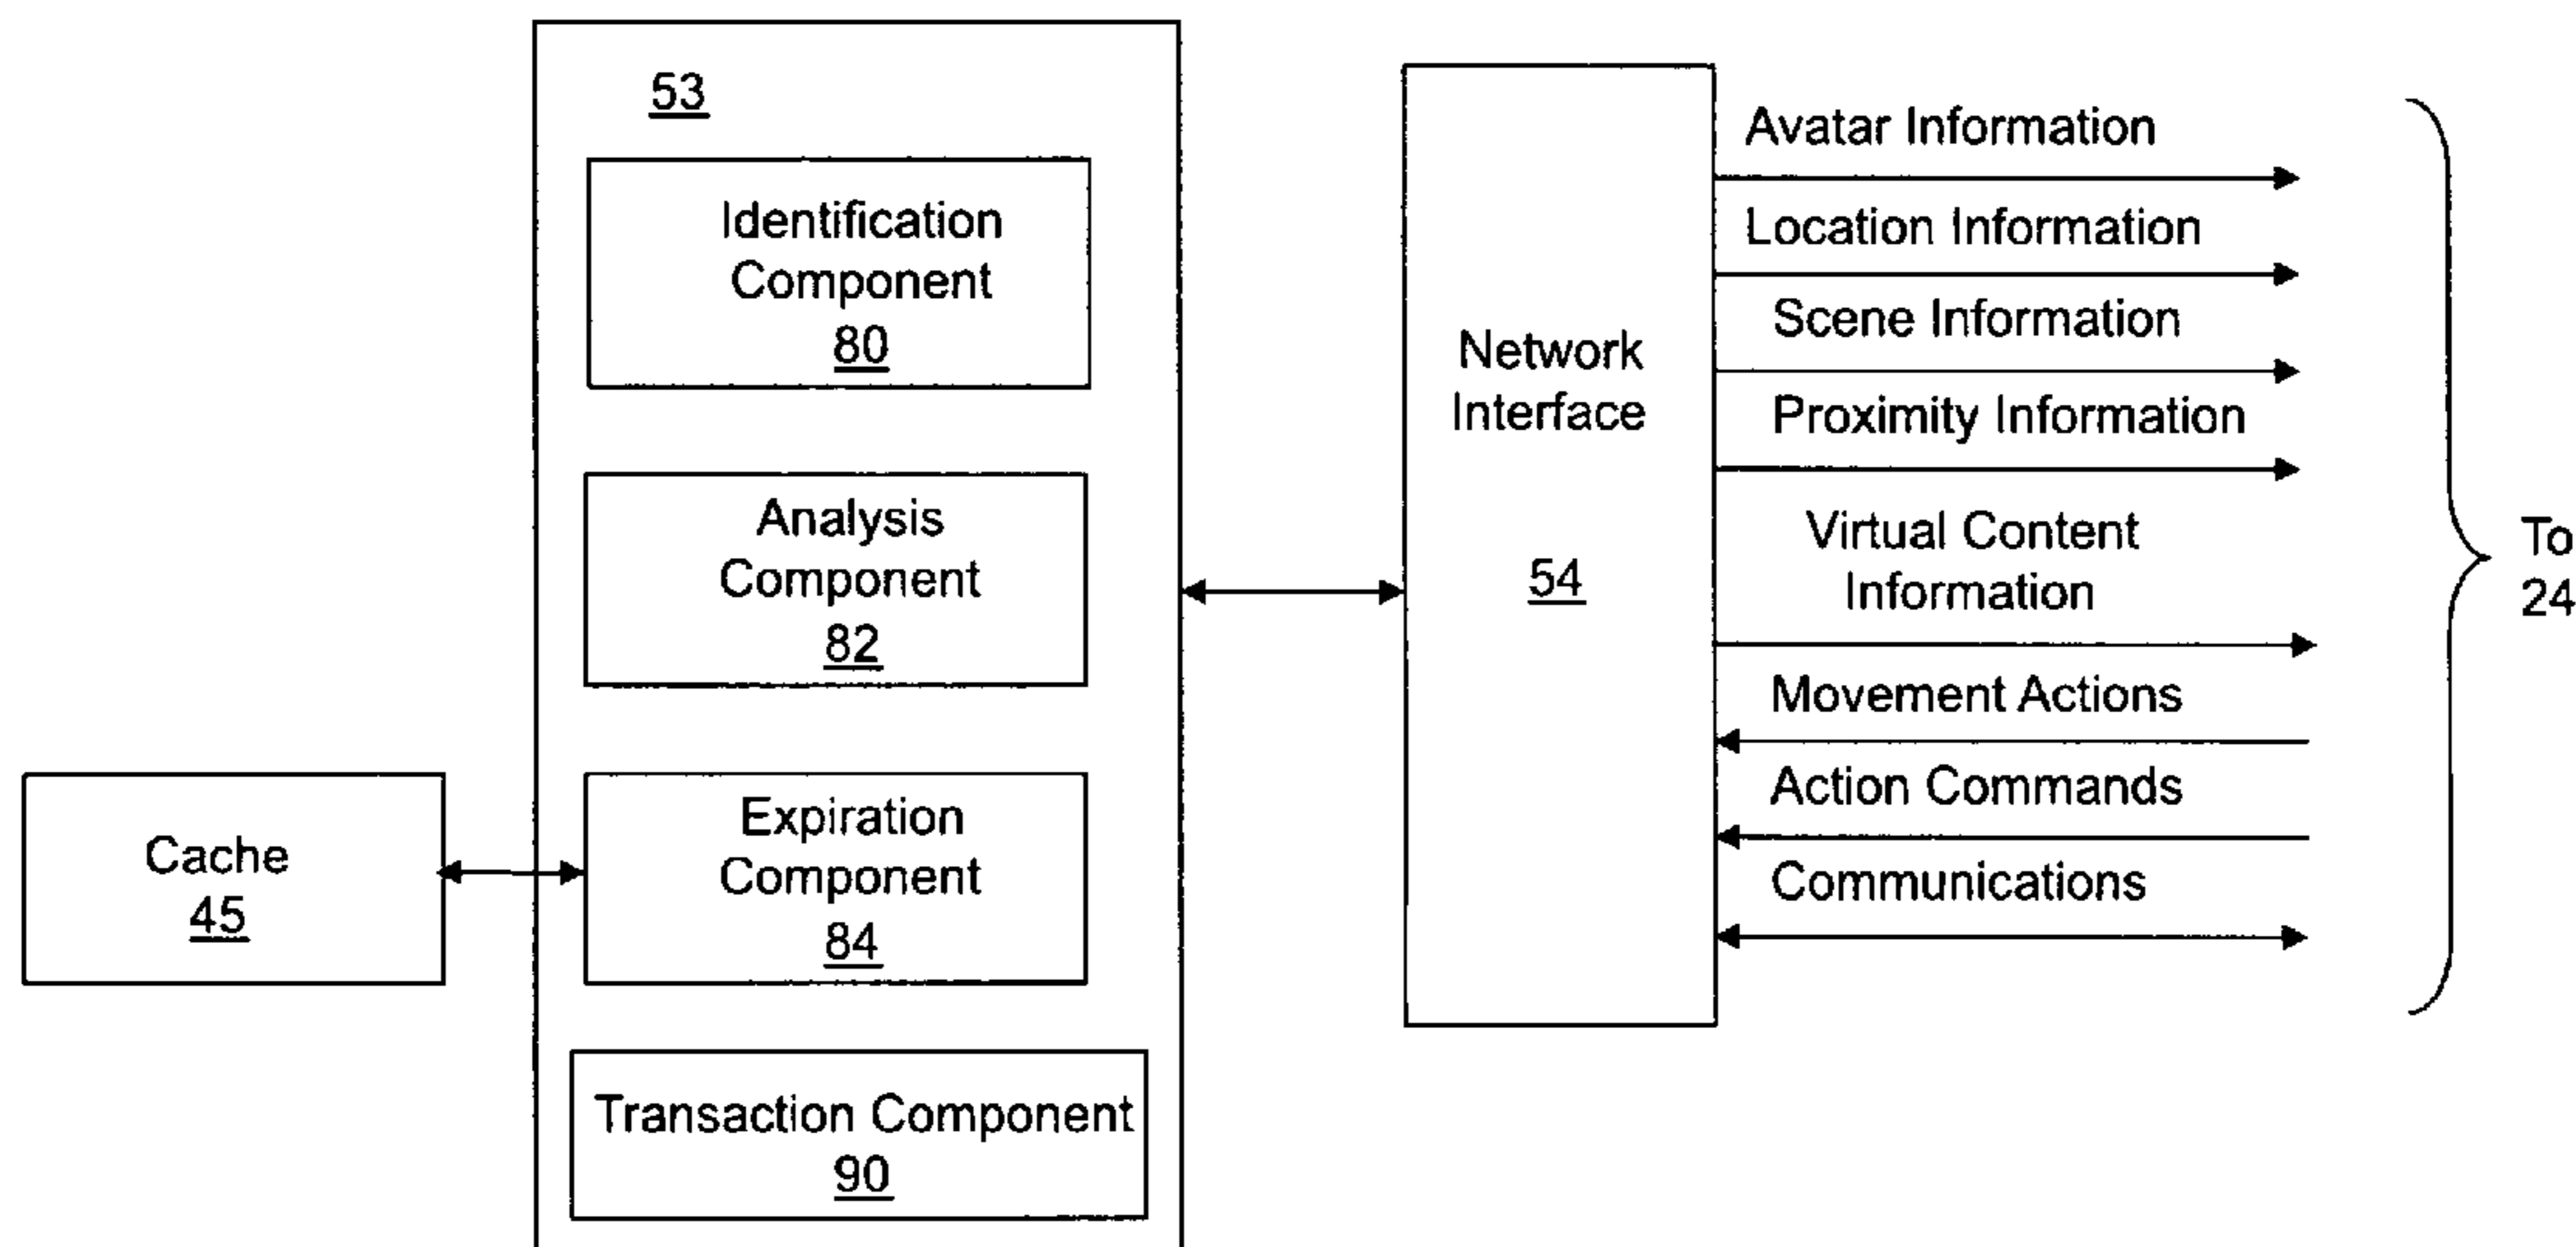 53
Identification
Component
80
Analysis
Component
82
Expiration
Component
84
Transaction Component
90
Cache
45
Network
Interface
54
Avatar Information
Location Information
Scene Information
Proximity Information
Virtual Content
Information
Movement Actions
Action Commands
Communications
To
24